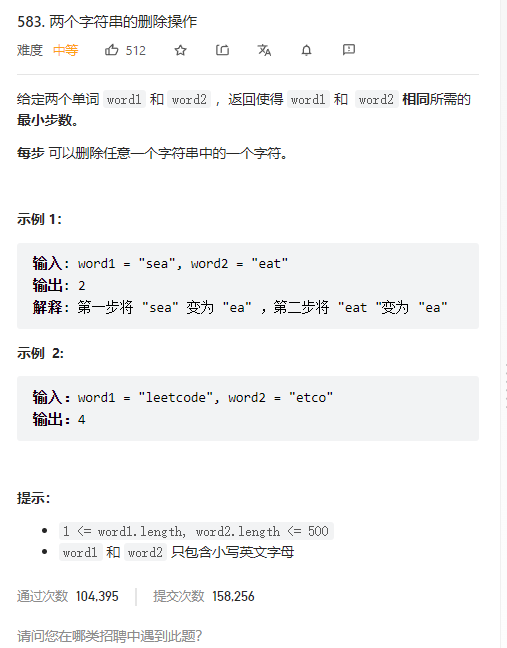 583. 两个字符串的删除操作
难度 中等 512
给定两个单词 word1 和 word2 ，返回使得 word1 和 word2 相同所需的
最小步数。
每步 可以删除任意一个字符串中的一个字符。
示例 1：
输入: word1 = "sea", word2 = "eat"
输出: 2
解释: 第一步将 "sea" 变为 "ea" ，第二步将 "eat "变为 "ea"
示例 2:
输入：word1 = "leetcode", word2 = "etco"
输出：4
提示：
1 <= word1.length, word2.length <= 500
word1 和 word2 只包含小写英文字母
通过次数 104,395 提交次数 158,256
请问您在哪类招聘中遇到此题？